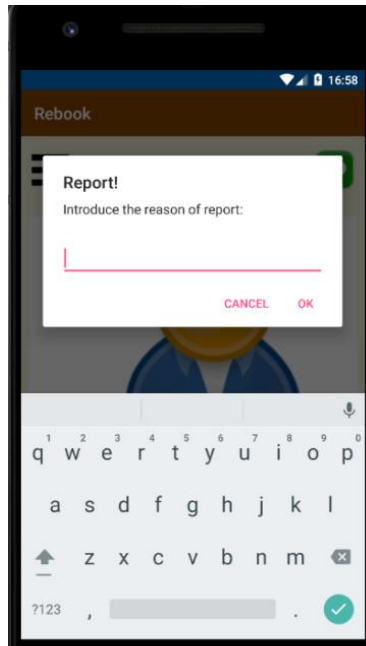 16:58
Rebook
Report!
Introduce the reason of report:
CANCEL OK
1 2 3 4 5 6 7 8 9 0
q w e r t y u i o p
a s d f g h j k l
z x c v b n m
?123 , .